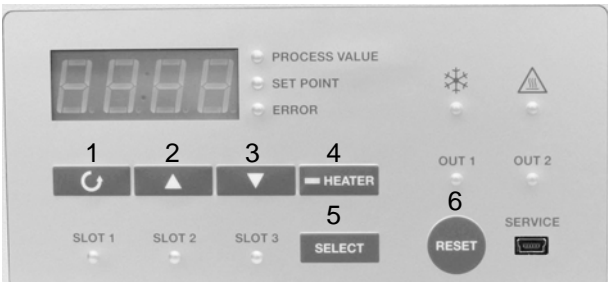 PROCESS VALUE
SET POINT
ERROR
1
2
3
4
HEATER
OUT 1
OUT 2
5
6
SLOT 1
SLOT 2
SLOT 3
SELECT
RESET
SERVICE